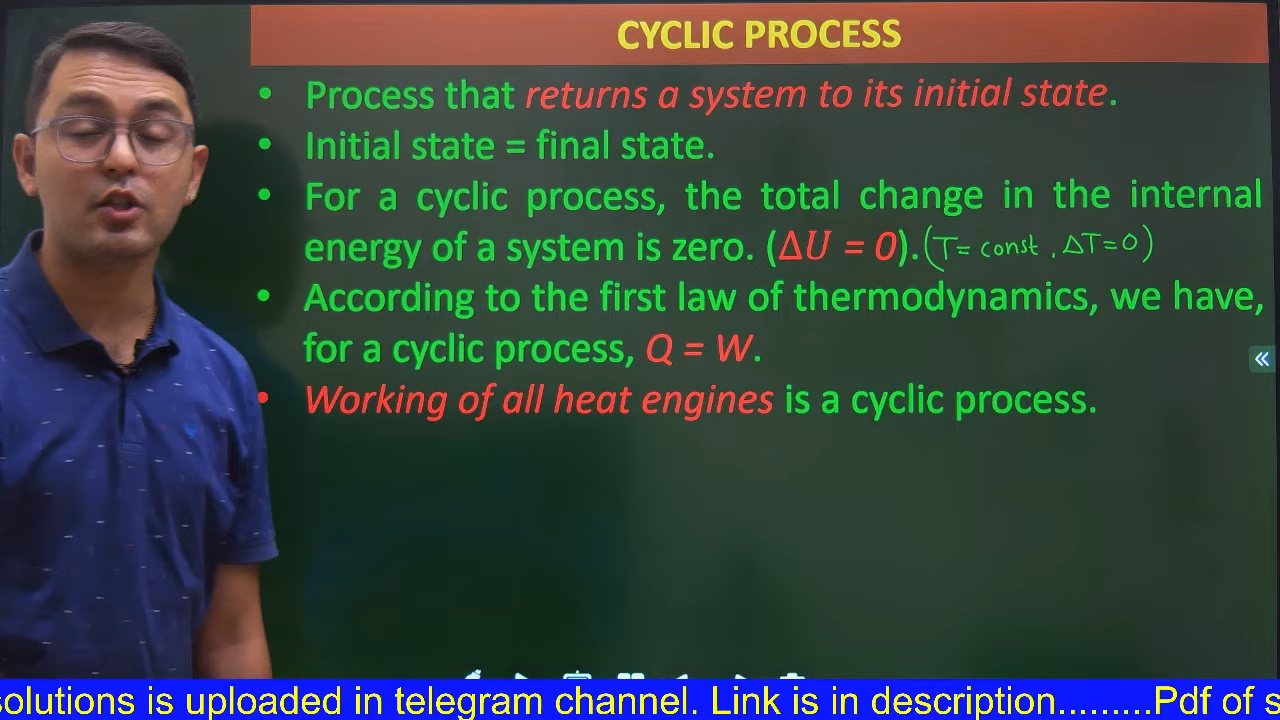 CYCLIC PROCESS
• Process that returns a system to its initial state.
• Initial state = final state.
• For a cyclic process, the total change in the internal
energy of a system is zero. (ΔU = 0). (T = const , ΔT = 0)
• According to the first law of thermodynamics, we have,
for a cyclic process, Q = W.
• Working of all heat engines is a cyclic process.
solutions is uploaded in telegram channel. Link is in description.........Pdf of s